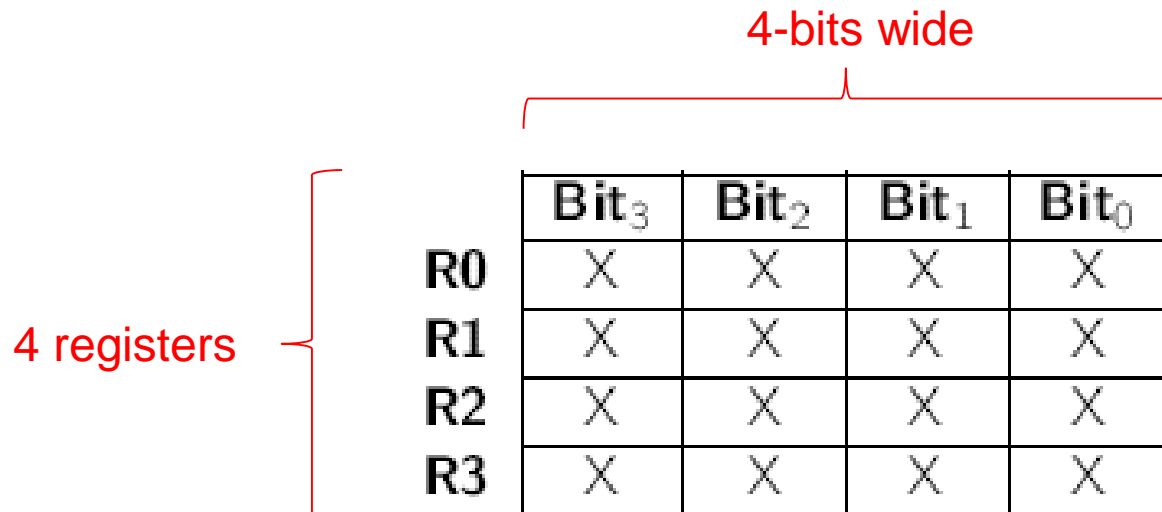 4-bits wide
Bit₃ Bit₂ Bit₁ Bit₀
R0 X X X X
R1 X X X X
4 registers
R2 X X X X
R3 X X X X